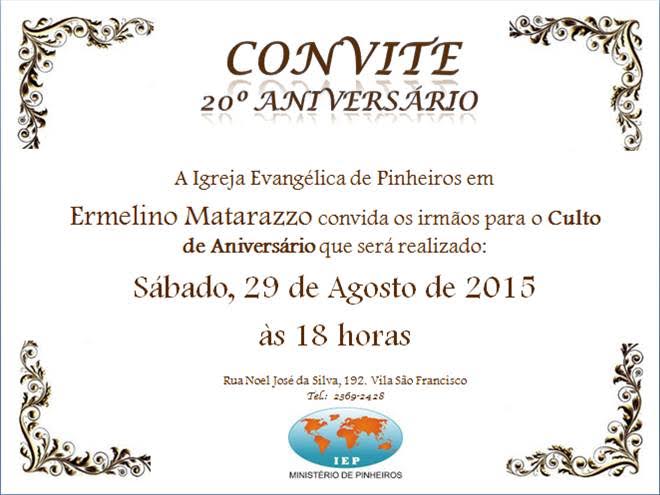 CONVITE
20º ANIVERSÁRIO
A Igreja Evangélica de Pinheiros em
Ermelino Matarazzo convida os irmãos para o Culto
de Aniversário que será realizado:
Sábado, 29 de Agosto de 2015
às 18 horas
Rua Noel José da Silva, 192. Vila São Francisco
Tel.: 2569-2428
IEP
MINISTÉRIO DE PINHEIROS